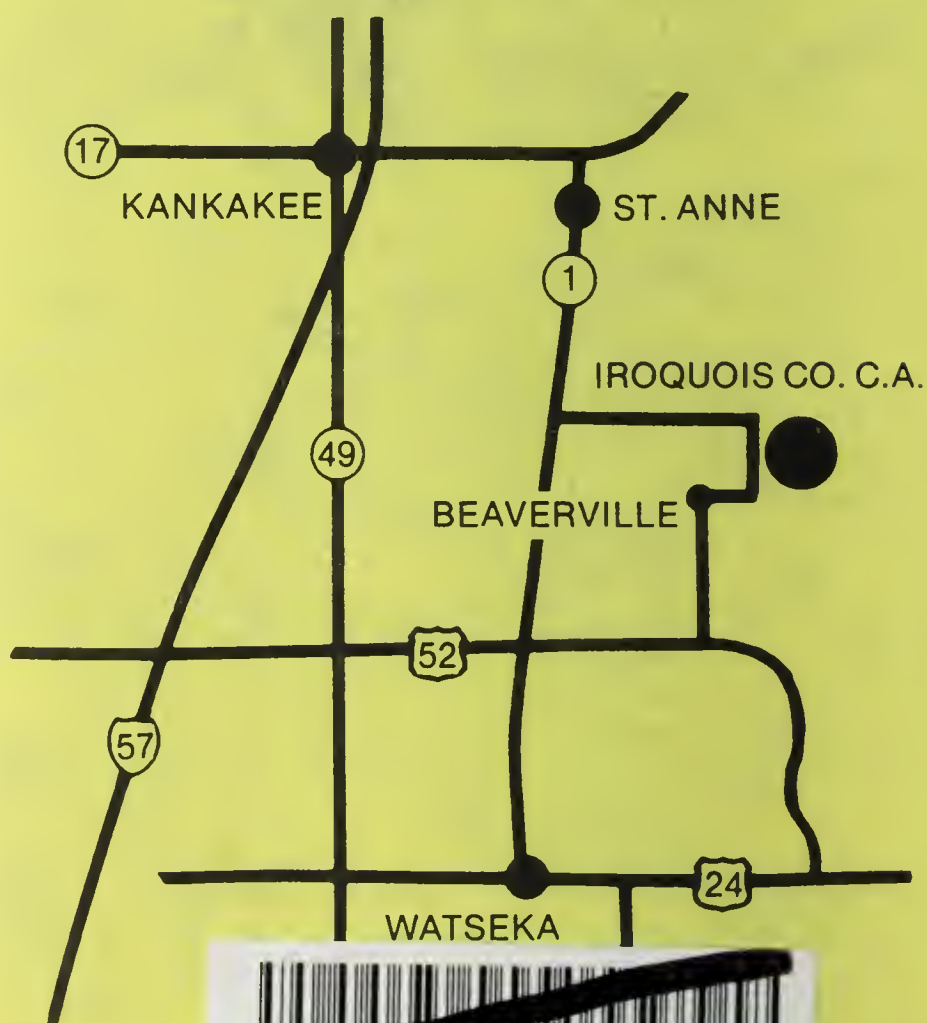 17
KANKAKEE
ST. ANNE
1
IROQUOIS CO. C.A.
49
BEAVERVILLE
52
57
24
WATSEKA